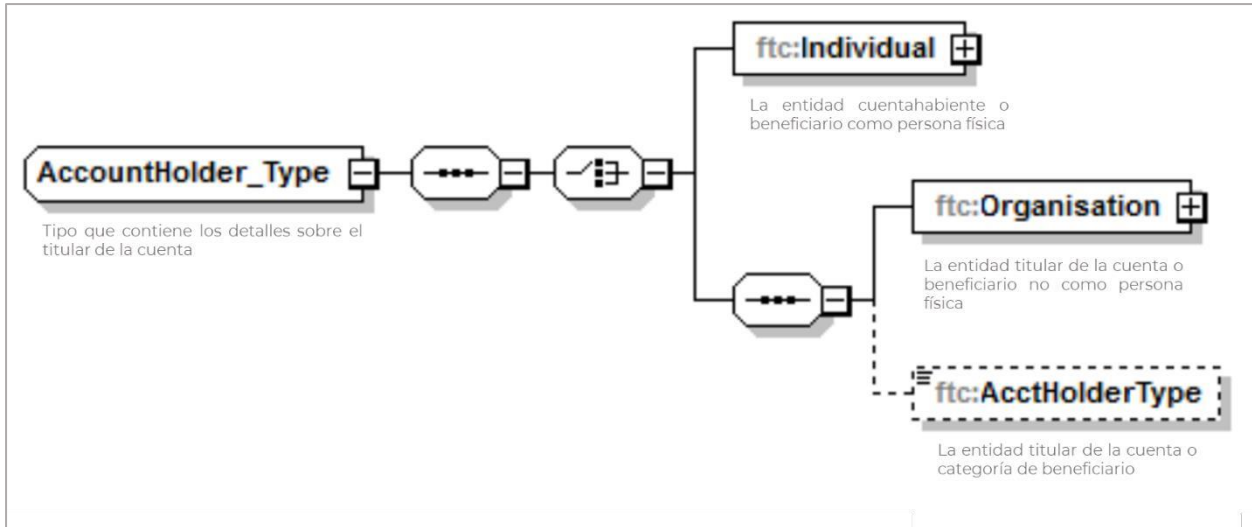 ftc:Individual
La entidad cuentahabiente o
beneficiario como persona física
AccountHolder_Type
Tipo que contiene los detalles sobre el
titular de la cuenta
ftc:Organisation
La entidad titular de la cuenta o
beneficiario no como persona
física
ftc:AcctHolderType
La entidad titular de la cuenta o
categoría de beneficiario